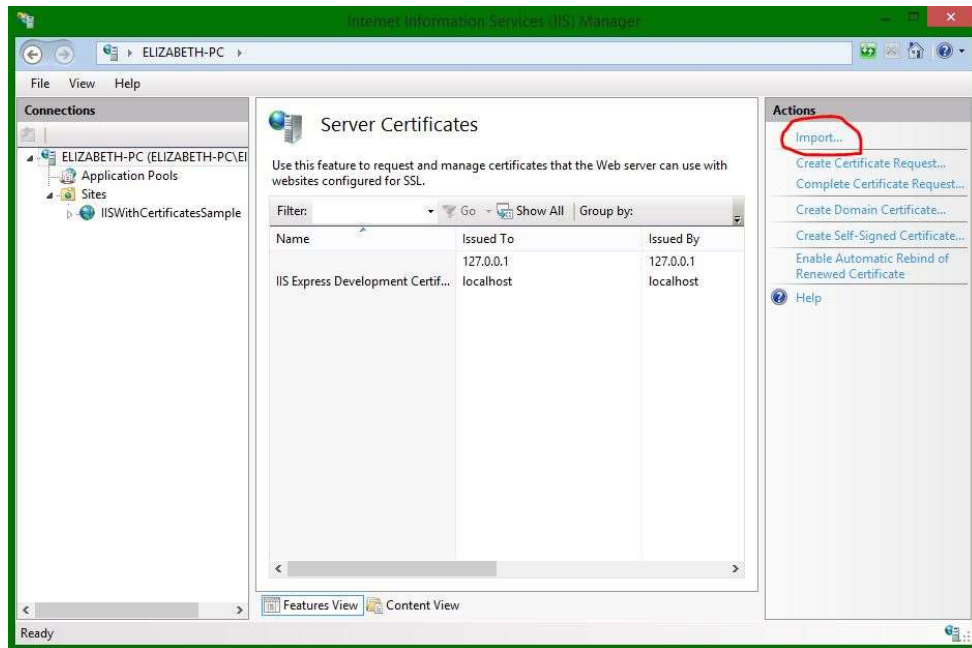 Internet Information Services (IIS) Manager
ELIZABETH-PC
File View Help
Connections
ELIZABETH-PC (ELIZABETH-PC\El
Application Pools
Sites
IISWithCertificatesSample
Server Certificates
Use this feature to request and manage certificates that the Web server can use with
websites configured for SSL.
Filter: Go Show All Group by:
Name Issued To Issued By
127.0.0.1 127.0.0.1
IIS Express Development Certif... localhost localhost
Features View Content View
Actions
Import...
Create Certificate Request...
Complete Certificate Request...
Create Domain Certificate...
Create Self-Signed Certificate...
Enable Automatic Rebind of
Renewed Certificate
Help
Ready